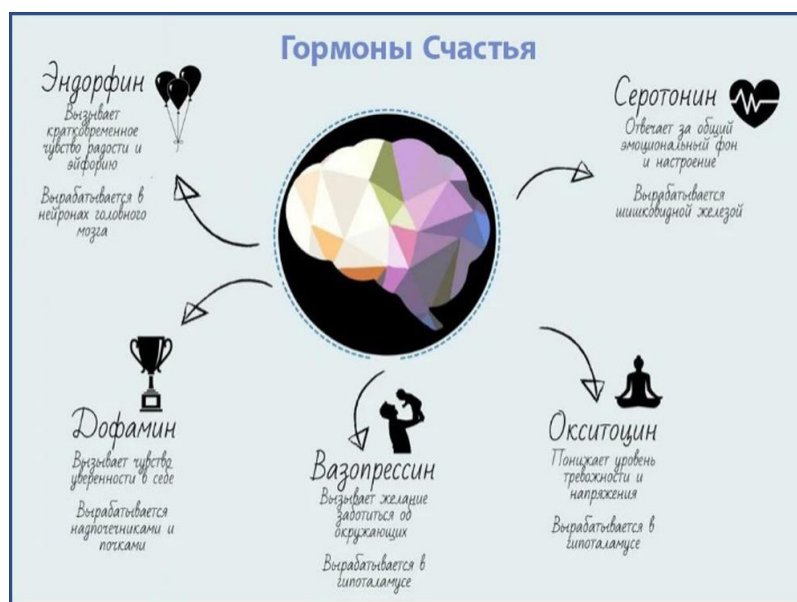 Гормоны Счастья
Эндорфин
Вызывает
кратковременное
чувство радости и
эйфорию
Вырабатывается в
нейронах головного
мозга
Серотонин
Отвечает за общий
эмоциональный фон
и настроение
Вырабатывается
шишковидной железой
Дофамин
Вызывает чувство
уверенности в себе
Вырабатывается
надпочечниками и
почками
Вазопрессин
Вызывает желание
заботиться об
окружающих
Вырабатывается в
гипоталамусе
Окситоцин
Понижает уровень
тревожности и
напряжения
Вырабатывается в
гипоталамусе